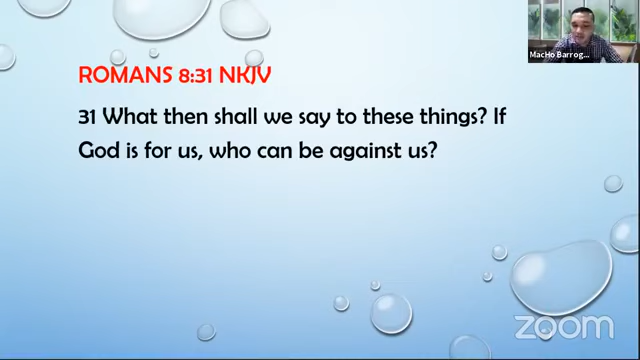 MacHo Barrog...
ROMANS 8:31 NKJV
31 What then shall we say to these things? If
God is for us, who can be against us?
zoom